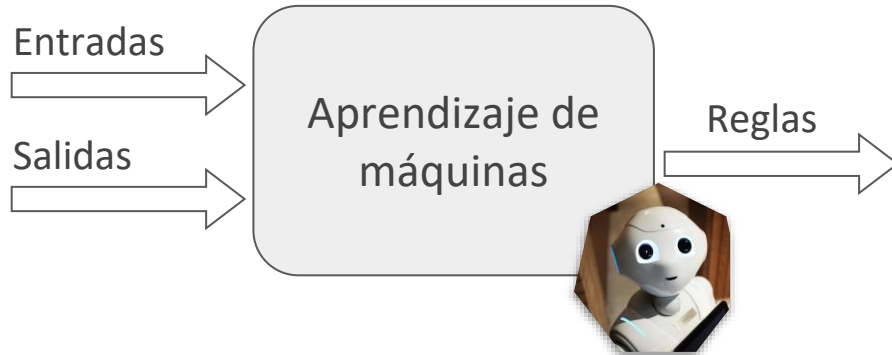 Entradas
Salidas
Aprendizaje de
máquinas
Reglas